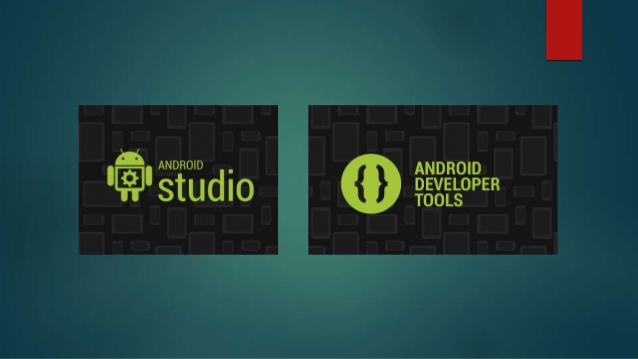 ANDROID
studio
ANDROID
DEVELOPER
TOOLS